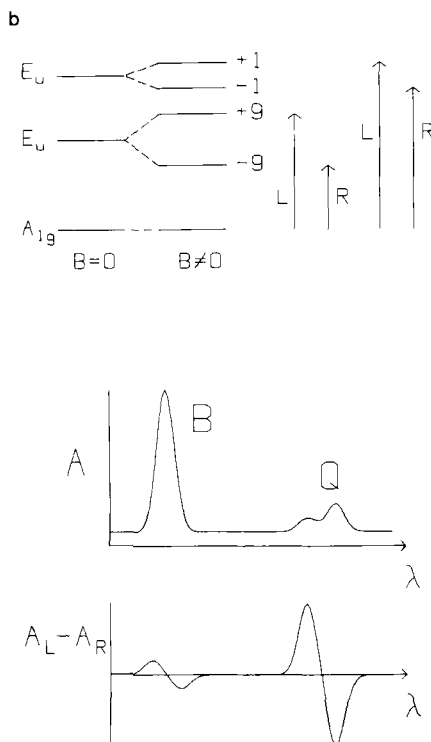 b
E_u
+1
-1
E_u
+9
-9
A_1g
B=0 B≠0
L R L R
A B Q
λ
A_L-A_R
λ